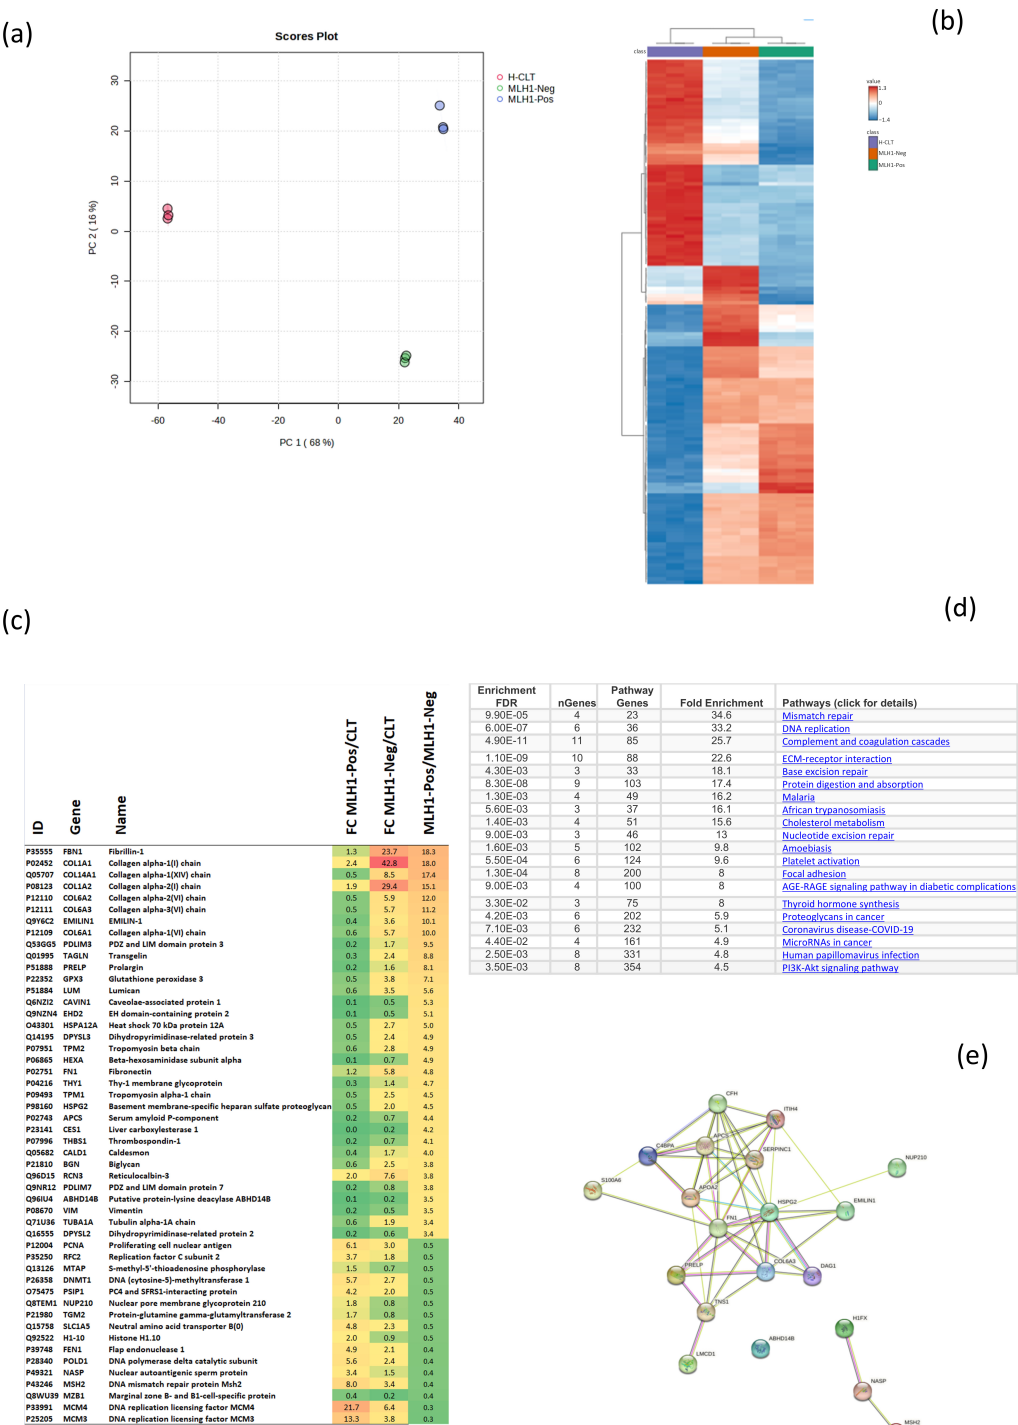 (a)
Scores Plot
H-CLT
MLH1-Neg
MLH1-Pos
PC 2 ( 16 %)
30
20
10
0
-10
-20
-30
-60
-40
-20
0
20
40
PC 1 ( 68 %)
(b)
class
value
1.3
0
-1.4
class
H-CLT
MLH1-Neg
MLH1-Pos
(c)
ID Gene Name FC MLH1-Pos/CLT FC MLH1-Neg/CLT MLH1-Pos/MLH1-Neg
P35555 FBN1 Fibrillin-1 1.3 23.7 18.3
P02452 COL1A1 Collagen alpha-1(I) chain 2.4 42.8 18.0
Q05707 COL14A1 Collagen alpha-1(XIV) chain 0.5 8.5 17.4
P08123 COL1A2 Collagen alpha-2(I) chain 1.9 29.4 15.1
P12110 COL6A2 Collagen alpha-2(VI) chain 0.5 5.9 12.0
P12111 COL6A3 Collagen alpha-3(VI) chain 0.5 5.7 11.2
Q9Y6C2 EMILIN1 EMILIN-1 0.4 3.6 10.1
P12109 COL6A1 Collagen alpha-1(VI) chain 0.6 5.7 10.0
Q53GG5 PDLIM3 PDZ and LIM domain protein 3 0.2 1.7 9.5
Q01995 TAGLN Transgelin 0.3 2.4 8.8
P51888 PRELP Prolargin 0.2 1.6 8.1
P22352 GPX3 Glutathione peroxidase 3 0.5 3.8 7.1
P51884 LUM Lumican 0.6 3.5 5.6
Q6NZI2 CAVIN1 Caveolae-associated protein 1 0.1 0.5 5.3
Q9NZN4 EHD2 EH domain-containing protein 2 0.1 0.5 5.1
O43301 HSPA12A Heat shock 70 kDa protein 12A 0.5 2.7 5.0
Q14195 DPYSL3 Dihydropyrimidinase-related protein 3 0.5 2.4 4.9
P07951 TPM2 Tropomyosin beta chain 0.6 2.8 4.9
P06865 HEXA Beta-hexosaminidase subunit alpha 0.1 0.7 4.9
P02751 FN1 Fibronectin 1.2 5.8 4.8
P04216 THY1 Thy-1 membrane glycoprotein 0.3 1.4 4.7
P09493 TPM1 Tropomyosin alpha-1 chain 0.5 2.5 4.5
P98160 HSPG2 Basement membrane-specific heparan sulfate proteoglycan 0.5 2.0 4.5
P02743 APCS Serum amyloid P-component 0.2 0.7 4.4
P23141 CES1 Liver carboxylesterase 1 0.0 0.2 4.2
P07996 THBS1 Thrombospondin-1 0.2 0.7 4.1
Q05682 CALD1 Caldesmon 0.4 1.7 4.0
P21810 BGN Biglycan 0.6 2.5 3.8
Q96D15 RCN3 Reticulocalbin-3 2.0 7.6 3.8
Q9NR12 PDLIM7 PDZ and LIM domain protein 7 0.2 0.8 3.8
Q96IU4 ABHD14B Putative protein-lysine deacylase ABHD14B 0.1 0.2 3.5
P08670 VIM Vimentin 0.2 0.5 3.5
Q71U36 TUBA1A Tubulin alpha-1A chain 0.6 1.9 3.4
Q16555 DPYSL2 Dihydropyrimidinase-related protein 2 0.2 0.6 3.4
P12004 PCNA Proliferating cell nuclear antigen 6.1 3.0 0.5
P35250 RFC2 Replication factor C subunit 2 3.7 1.8 0.5
Q13126 MTAP S-methyl-5'-thioadenosine phosphorylase 1.5 0.7 0.5
P26358 DNMT1 DNA (cytosine-5)-methyltransferase 1 5.7 2.7 0.5
O75475 PSIP1 PC4 and SFRS1-interacting protein 4.2 2.0 0.5
Q8TEM1 NUP210 Nuclear pore membrane glycoprotein 210 1.8 0.8 0.5
P21980 TGM2 Protein-glutamine gamma-glutamyltransferase 2 1.7 0.8 0.5
Q15758 SLC1A5 Neutral amino acid transporter B(0) 4.8 2.3 0.5
Q92522 H1-10 Histone H1.10 2.0 0.9 0.5
P39748 FEN1 Flap endonuclease 1 4.9 2.1 0.4
P28340 POLD1 DNA polymerase delta catalytic subunit 5.6 2.4 0.4
P49321 NASP Nuclear autoantigenic sperm protein 3.4 1.5 0.4
P43246 MSH2 DNA mismatch repair protein Msh2 8.0 3.4 0.4
Q8WU39 MZB1 Marginal zone B- and B1-cell-specific protein 0.4 0.2 0.4
P33991 MCM4 DNA replication licensing factor MCM4 21.7 6.4 0.3
P25205 MCM3 DNA replication licensing factor MCM3 13.3 3.8 0.3
(d)
Enrichment FDR nGenes Pathway Genes Fold Enrichment Pathways (click for details)
9.90E-05 4 23 34.6 Mismatch repair
6.00E-07 6 36 33.2 DNA replication
4.90E-11 11 85 25.7 Complement and coagulation cascades
1.10E-09 10 88 22.6 ECM-receptor interaction
4.30E-03 3 33 18.1 Base excision repair
8.30E-08 9 103 17.4 Protein digestion and absorption
1.30E-03 4 49 16.2 Malaria
5.60E-03 3 37 16.1 African trypanosomiasis
1.40E-03 4 51 15.6 Cholesterol metabolism
9.00E-03 3 46 13 Nucleotide excision repair
1.60E-03 5 102 9.8 Amoebiasis
5.50E-04 6 124 9.6 Platelet activation
1.30E-04 8 200 8 Focal adhesion
9.00E-03 4 100 8 AGE-RAGE signaling pathway in diabetic complications
3.30E-02 3 75 8 Thyroid hormone synthesis
4.20E-03 6 202 5.9 Proteoglycans in cancer
7.10E-03 6 232 5.1 Coronavirus disease-COVID-19
4.40E-02 4 161 4.9 MicroRNAs in cancer
2.50E-03 8 331 4.8 Human papillomavirus infection
3.50E-03 8 354 4.5 PI3K-Akt signaling pathway
(e)
CFH
ITIH4
APCS
C4BPA
SERPINC1
NUP210
S100A6
APOA2
HSPG2
EMILIN1
FN1
PRELP
COL6A3
DAG1
TNS1
H1FX
ABHD14B
LMCD1
NASP
MSH2